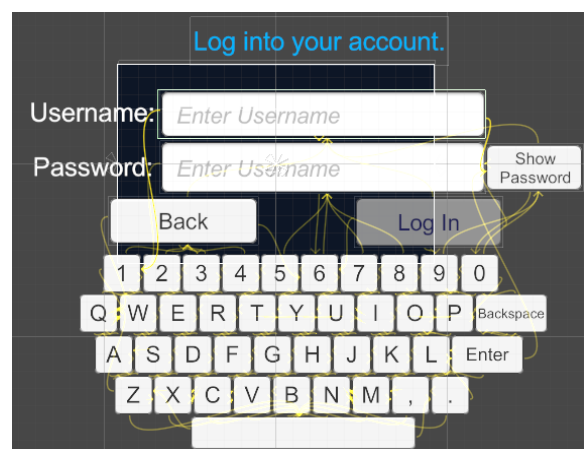 Log into your account.
Username: Enter Username
Password: Enter Username
Show
Password
Back Log In
1 2 3 4 5 6 7 8 9 0
Q W E R T Y U I O P Backspace
A S D F G H J K L Enter
Z X C V B N M , .